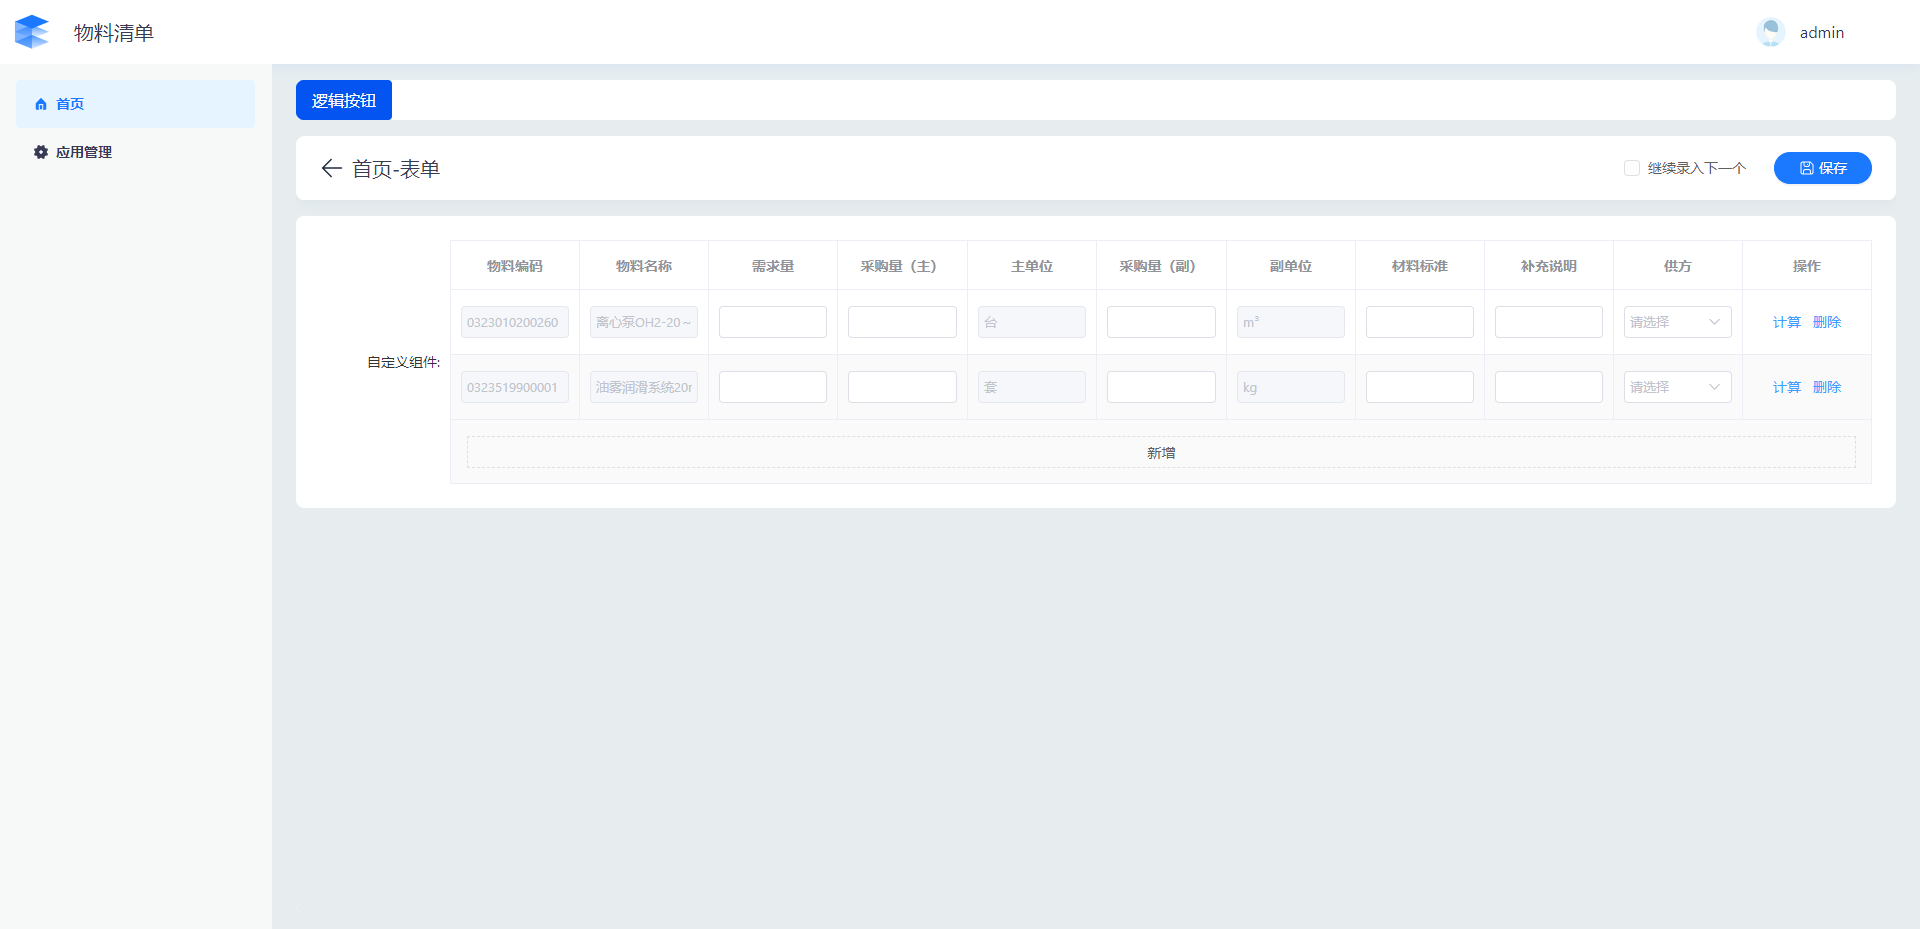 物料清单
admin
首页
应用管理
逻辑按钮
首页-表单
继续录入下一个
保存
自定义组件:
物料编码 物料名称 需求量 采购量（主） 主单位 采购量（副） 副单位 材料标准 补充说明 供方 操作
0323010200260 离心泵OH2-20～ 台 m³ 请选择 计算 删除
0323519900001 油雾润滑系统20r 套 kg 请选择 计算 删除
新增